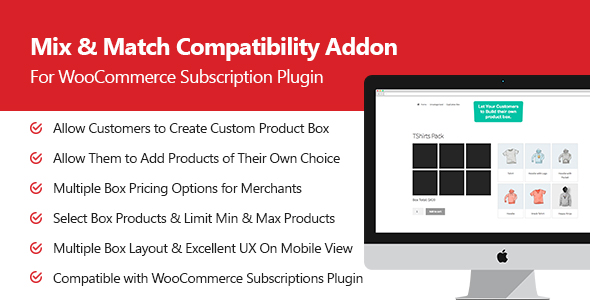 Mix & Match Compatibility Addon
For WooCommerce Subscription Plugin
Allow Customers to Create Custom Product Box
Allow Them to Add Products of Their Own Choice
Multiple Box Pricing Options for Merchants
Select Box Products & Limit Min & Max Products
Multiple Box Layout & Excellent UX On Mobile View
Compatible with WooCommerce Subscriptions Plugin
Let Your Customers
to Build their own
product box.
TShirts Pack